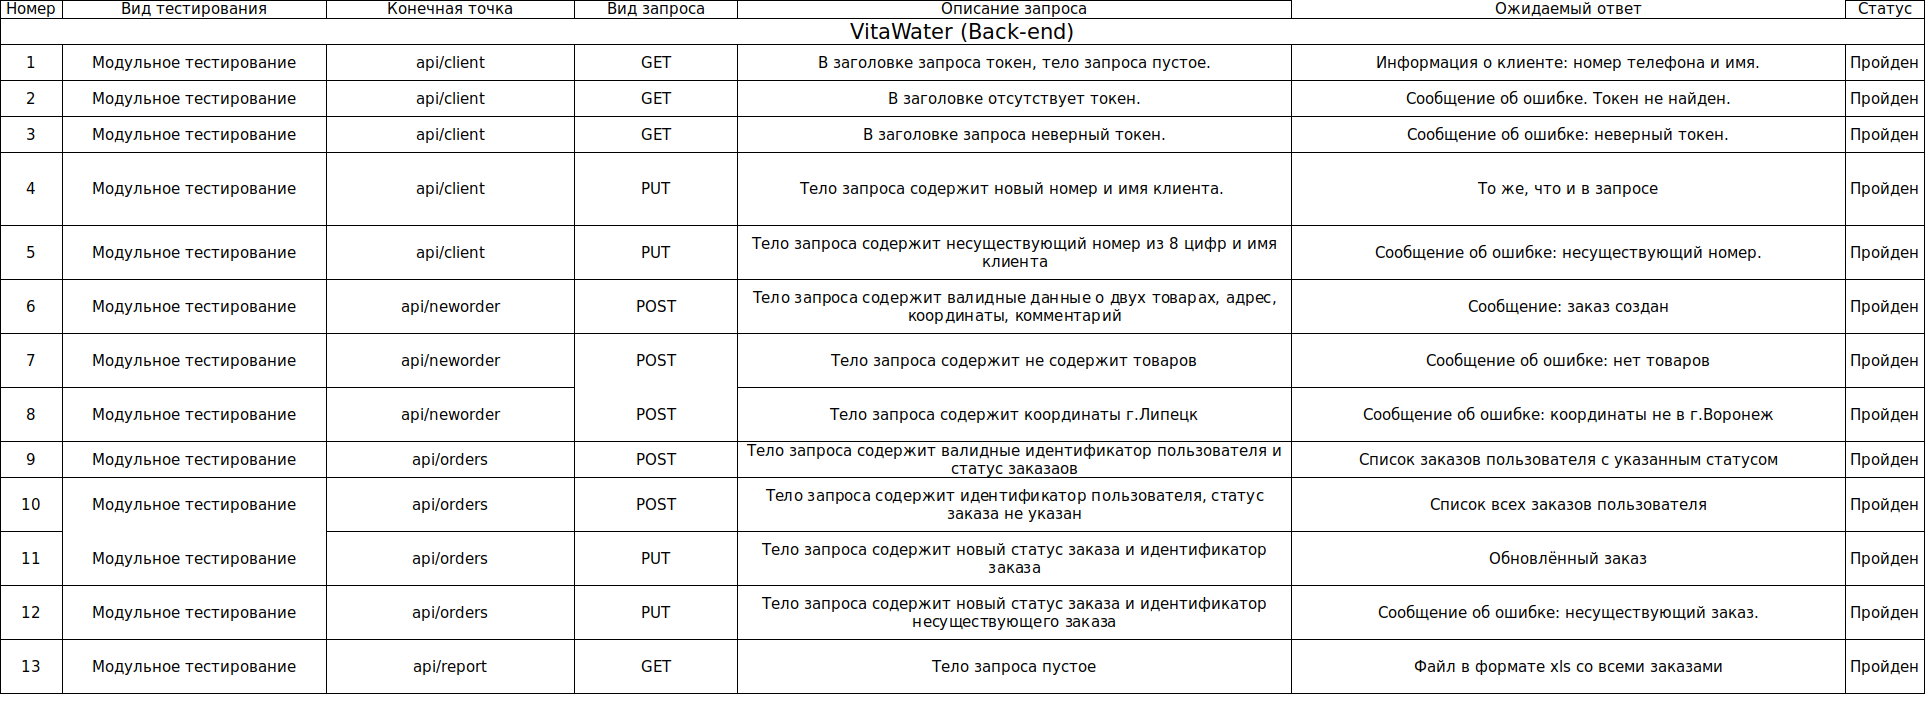 Номер Вид тестирования Конечная точка Вид запроса Описание запроса Ожидаемый ответ Статус
VitaWater (Back-end)
1 Модульное тестирование api/client GET В заголовке запроса токен, тело запроса пустое. Информация о клиенте: номер телефона и имя. Пройден
2 Модульное тестирование api/client GET В заголовке отсутствует токен. Сообщение об ошибке. Токен не найден. Пройден
3 Модульное тестирование api/client GET В заголовке запроса неверный токен. Сообщение об ошибке: неверный токен. Пройден
4 Модульное тестирование api/client PUT Тело запроса содержит новый номер и имя клиента. То же, что и в запросе Пройден
5 Модульное тестирование api/client PUT Тело запроса содержит несуществующий номер из 8 цифр и имя
клиента Сообщение об ошибке: несуществующий номер. Пройден
6 Модульное тестирование api/neworder POST Тело запроса содержит валидные данные о двух товарах, адрес,
координаты, комментарий Сообщение: заказ создан Пройден
7 Модульное тестирование api/neworder POST Тело запроса содержит не содержит товаров Сообщение об ошибке: нет товаров Пройден
8 Модульное тестирование api/neworder POST Тело запроса содержит координаты г.Липецк Сообщение об ошибке: координаты не в г.Воронеж Пройден
9 Модульное тестирование api/orders POST Тело запроса содержит валидные идентификатор пользователя и
статус заказаов Список заказов пользователя с указанным статусом Пройден
10 Модульное тестирование api/orders POST Тело запроса содержит идентификатор пользователя, статус
заказа не указан Список всех заказов пользователя Пройден
11 Модульное тестирование api/orders PUT Тело запроса содержит новый статус заказа и идентификатор
заказа Обновлённый заказ Пройден
12 Модульное тестирование api/orders PUT Тело запроса содержит новый статус заказа и идентификатор
несуществующего заказа Сообщение об ошибке: несуществующий заказ. Пройден
13 Модульное тестирование api/report GET Тело запроса пустое Файл в формате xls со всеми заказами Пройден